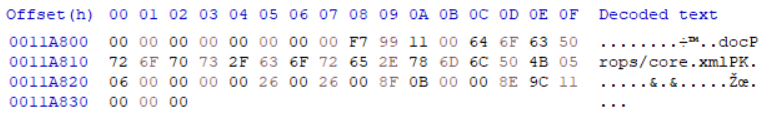 Offset(h) 00 01 02 03 04 05 06 07 08 09 0A 0B 0C 0D 0E 0F Decoded text
0011A800 00 00 00 00 00 00 00 00 F7 99 11 00 64 6F 63 50 ........÷™..docP
0011A810 72 6F 70 73 2F 63 6F 72 65 2E 78 6D 6C 50 4B 05 rops/core.xmlPK.
0011A820 06 00 00 00 00 26 00 26 00 8F 0B 00 00 8E 9C 11 .....&.&.....Žœ.
0011A830 00 00 00 ...